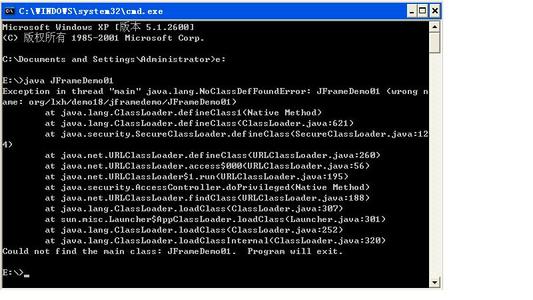 C:\WINDOWS\system32\cmd.exe
Microsoft Windows XP [版本 5.1.2600]
(C) 版权所有 1985-2001 Microsoft Corp.
C:\Documents and Settings\Administrator>e:
E:\>java JFrameDemo01
Exception in thread "main" java.lang.NoClassDefFoundError: JFrameDemo01 (wrong n
ame: org/lxh/demo18/jframedemo/JFrameDemo01)
at java.lang.ClassLoader.defineClass1(Native Method)
at java.lang.ClassLoader.defineClass(ClassLoader.java:621)
at java.security.SecureClassLoader.defineClass(SecureClassLoader.java:12
4)
at java.net.URLClassLoader.defineClass(URLClassLoader.java:260)
at java.net.URLClassLoader.access$000(URLClassLoader.java:56)
at java.net.URLClassLoader$1.run(URLClassLoader.java:195)
at java.security.AccessController.doPrivileged(Native Method)
at java.net.URLClassLoader.findClass(URLClassLoader.java:188)
at java.lang.ClassLoader.loadClass(ClassLoader.java:307)
at sun.misc.Launcher$AppClassLoader.loadClass(Launcher.java:301)
at java.lang.ClassLoader.loadClass(ClassLoader.java:252)
at java.lang.ClassLoader.loadClassInternal(ClassLoader.java:320)
Could not find the main class: JFrameDemo01.  Program will exit.
E:\>_